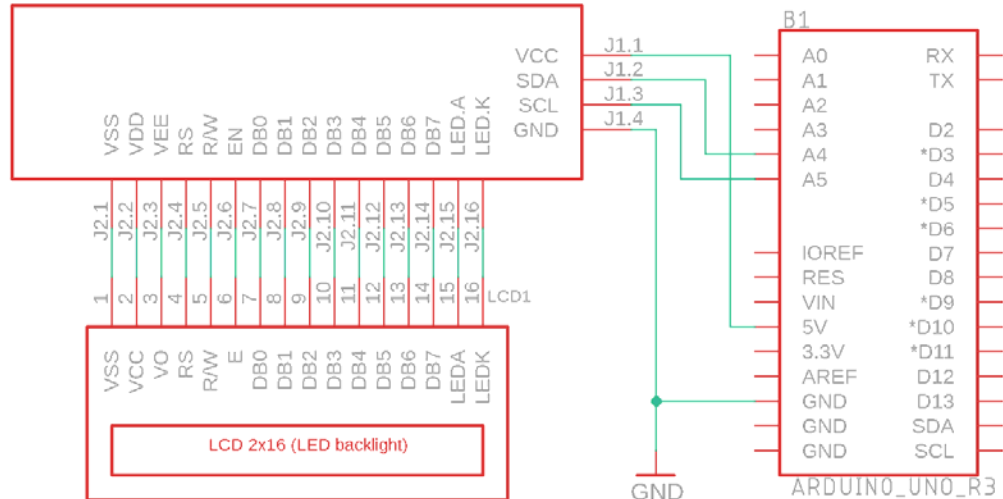 B1
VCC J1.1
SDA J1.2
SCL J1.3
GND J1.4
VSS VDD VEE RS R/W EN DB0 DB1 DB2 DB3 DB4 DB5 DB6 DB7 LED.A LED.K
J2.1 J2.2 J2.3 J2.4 J2.5 J2.6 J2.7 J2.8 J2.9 J2.10 J2.11 J2.12 J2.13 J2.14 J2.15 J2.16
1 2 3 4 5 6 7 8 9 10 11 12 13 14 15 16 LCD1
VSS VCC VO RS R/W E DB0 DB1 DB2 DB3 DB4 DB5 DB6 DB7 LEDA LEDK
LCD 2x16 (LED backlight)
A0 RX
A1 TX
A2
A3 D2
A4 *D3
A5 D4
*D5
*D6
IOREF D7
RES D8
VIN *D9
5V *D10
3.3V *D11
AREF D12
GND D13
GND SDA
GND SCL
GND
ARDUINO_UNO_R3